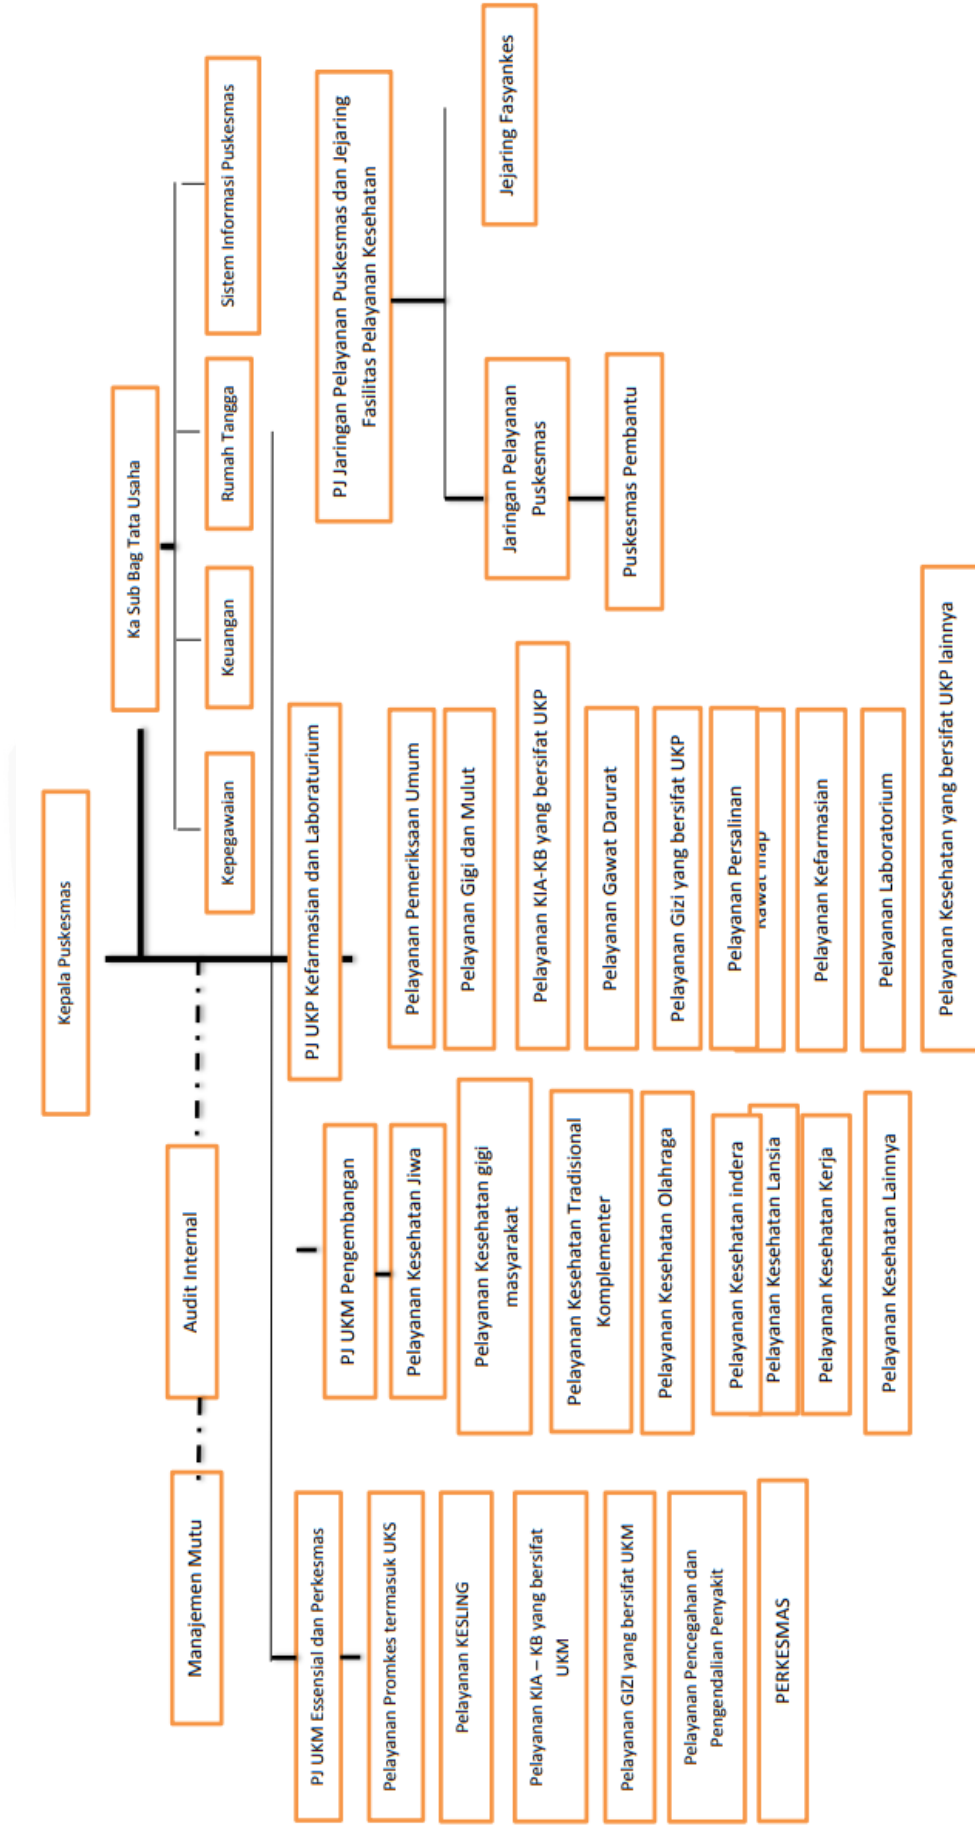 Kepala Puskesmas
Ka Sub Bag Tata Usaha
Manajemen Mutu
Audit Internal
Kepegawaian
Keuangan
Rumah Tangga
Sistem Informasi Puskesmas
PJ UKM Essensial dan Perkesmas
Pelayanan Promkes termasuk UKS
Pelayanan KESLING
Pelayanan KIA – KB yang bersifat
UKM
Pelayanan GIZI yang bersifat UKM
Pelayanan Pencegahan dan
Pengendalian Penyakit
PERKESMAS
PJ UKM Pengembangan
Pelayanan Kesehatan Jiwa
Pelayanan Kesehatan gigi
masyarakat
Pelayanan Kesehatan Tradisional
Komplementer
Pelayanan Kesehatan Olahraga
Pelayanan Kesehatan indera
Pelayanan Kesehatan Lansia
Pelayanan Kesehatan Kerja
Pelayanan Kesehatan Lainnya
PJ UKP Kefarmasian dan Laboraturium
Pelayanan Pemeriksaan Umum
Pelayanan Gigi dan Mulut
Pelayanan KIA-KB yang bersifat UKP
Pelayanan Gawat Darurat
Pelayanan Gizi yang bersifat UKP
Pelayanan Persalinan
Rawat Inap
Pelayanan Kefarmasian
Pelayanan Laboratorium
Pelayanan Kesehatan yang bersifat UKP lainnya
PJ Jaringan Pelayanan Puskesmas dan Jejaring
Fasilitas Pelayanan Kesehatan
Jaringan Pelayanan
Puskesmas
Puskesmas Pembantu
Jejaring Fasyankes